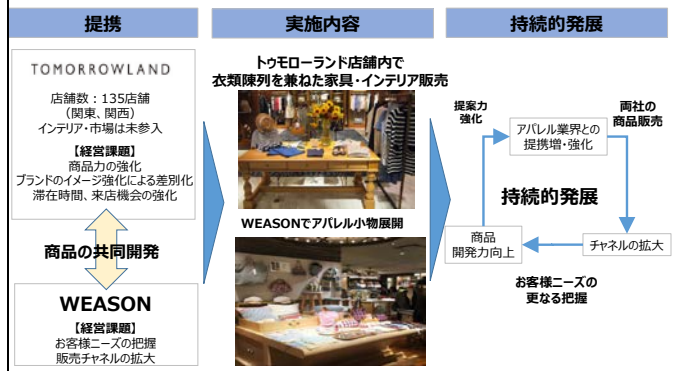 提携
TOMORROWLAND
店舗数：135店舗
（関東、関西）
インテリア・市場は未参入
【経営課題】
商品力の強化
ブランドのイメージ強化による差別化
滞在時間、来店機会の強化
商品の共同開発
WEASON
【経営課題】
お客様ニーズの把握
販売チャネルの拡大
実施内容
トゥモローランド店舗内で
衣類陳列を兼ねた家具・インテリア販売
WEASONでアパレル小物展開
持続的発展
提案力
強化
両社の
商品販売
アパレル業界との
提携増・強化
持続的発展
商品
開発力向上
チャネルの拡大
お客様ニーズの
更なる把握